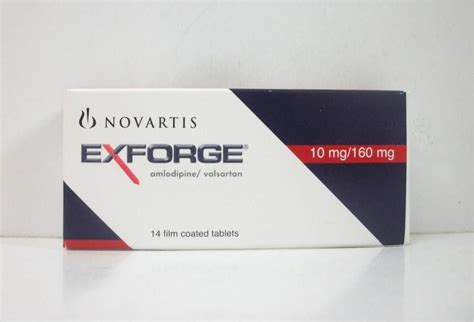 NOVARTIS
EXFORGE®
10 mg/160 mg
amlodipine/ valsartan
14 film coated tablets